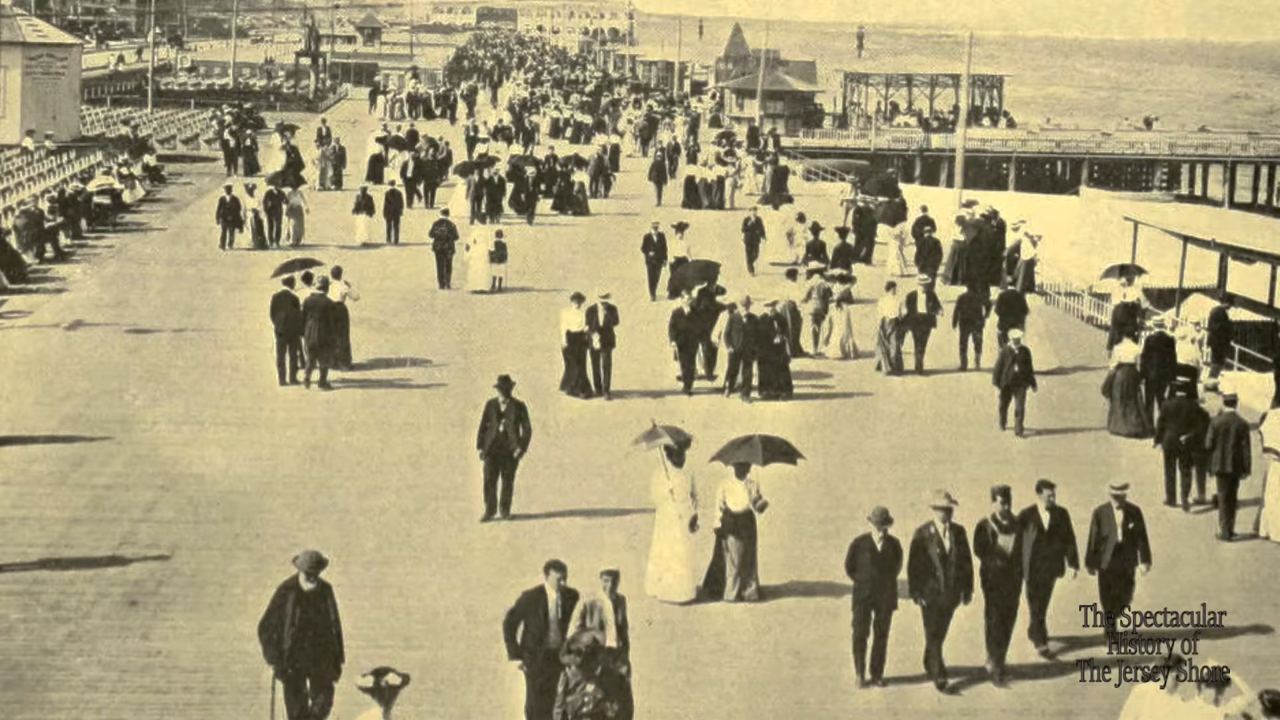 The Spectacular
History of
The Jersey Shore